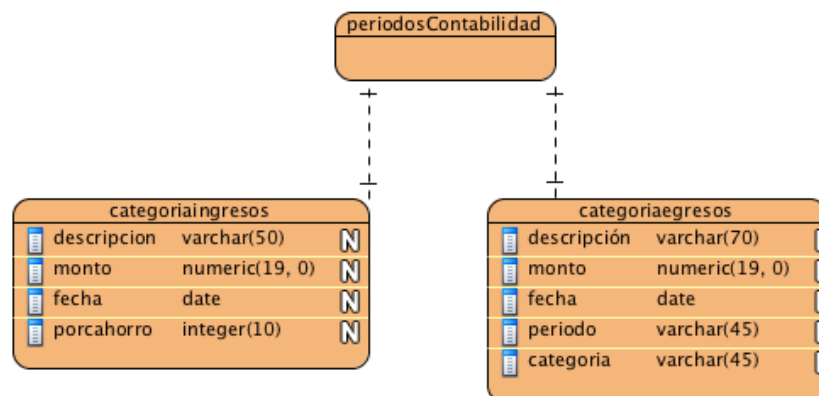 periodosContabilidad
categoriaingresos
descripcion varchar(50) N
monto numeric(19, 0) N
fecha date N
porcahorro integer(10) N
categoriaegresos
descripción varchar(70)
monto numeric(19, 0)
fecha date
periodo varchar(45)
categoria varchar(45)